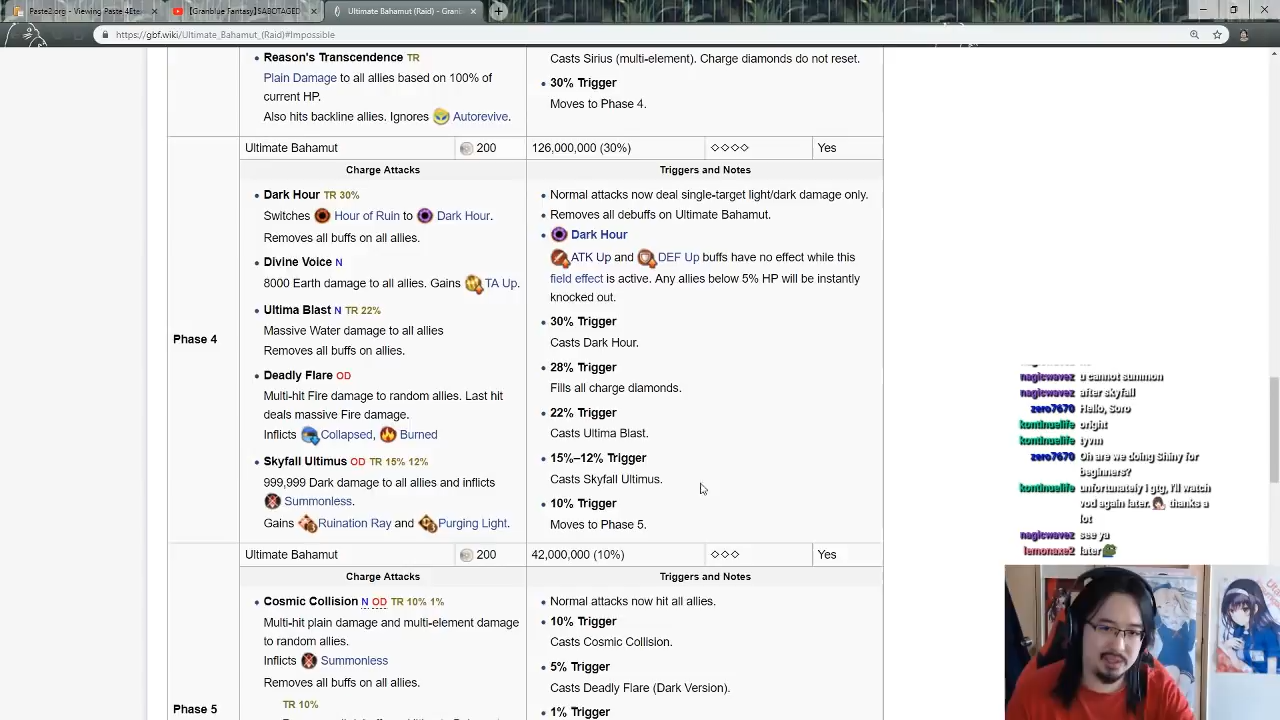 Paste2.org - Viewing Paste 4Ete
[Granblue Fantasy]SABOTAGED
Ultimate Bahamut (Raid) - Granbl
https://gbf.wiki/Ultimate_Bahamut_(Raid)#Impossible
Reason's Transcendence TR
Plain Damage to all allies based on 100% of
current HP.
Also hits backline allies. Ignores Autorevive.
Casts Sirius (multi-element). Charge diamonds do not reset.
30% Trigger
Moves to Phase 4.
Phase 4
Ultimate Bahamut 200 126,000,000 (30%) ◇◇◇◇ Yes
Charge Attacks
Dark Hour TR 30%
Switches Hour of Ruin to Dark Hour.
Removes all buffs on all allies.
Divine Voice N
8000 Earth damage to all allies. Gains TA Up.
Ultima Blast N TR 22%
Massive Water damage to all allies
Removes all buffs on allies.
Deadly Flare OD
Multi-hit Fire damage to random allies. Last hit
deals massive Fire damage.
Inflicts Collapsed, Burned
Skyfall Ultimus OD TR 15% 12%
999,999 Dark damage to all allies and inflicts
Summonless.
Gains Ruination Ray and Purging Light.
Triggers and Notes
Normal attacks now deal single-target light/dark damage only.
Removes all debuffs on Ultimate Bahamut.
Dark Hour
ATK Up and DEF Up buffs have no effect while this
field effect is active. Any allies below 5% HP will be instantly
knocked out.
30% Trigger
Casts Dark Hour.
28% Trigger
Fills all charge diamonds.
22% Trigger
Casts Ultima Blast.
15%–12% Trigger
Casts Skyfall Ultimus.
10% Trigger
Moves to Phase 5.
Phase 5
Ultimate Bahamut 200 42,000,000 (10%) ◇◇◇ Yes
Charge Attacks
Cosmic Collision N OD TR 10% 1%
Multi-hit plain damage and multi-element damage
to random allies.
Inflicts Summonless
Removes all buffs on all allies.
TR 10%
Triggers and Notes
Normal attacks now hit all allies.
10% Trigger
Casts Cosmic Collision.
5% Trigger
Casts Deadly Flare (Dark Version).
1% Trigger
nagicwavez u cannot summon
nagicwavez after skyfall
zero7670 Hello, Soro
kontinuelife oright
kontinuelife tyvm
zero7670 Oh are we doing Shiny for
beginners?
kontinuelife unfortunately i gtg, I'll watch
vod again later. thanks a
lot
nagicwavez see ya
lemonaxe2 later